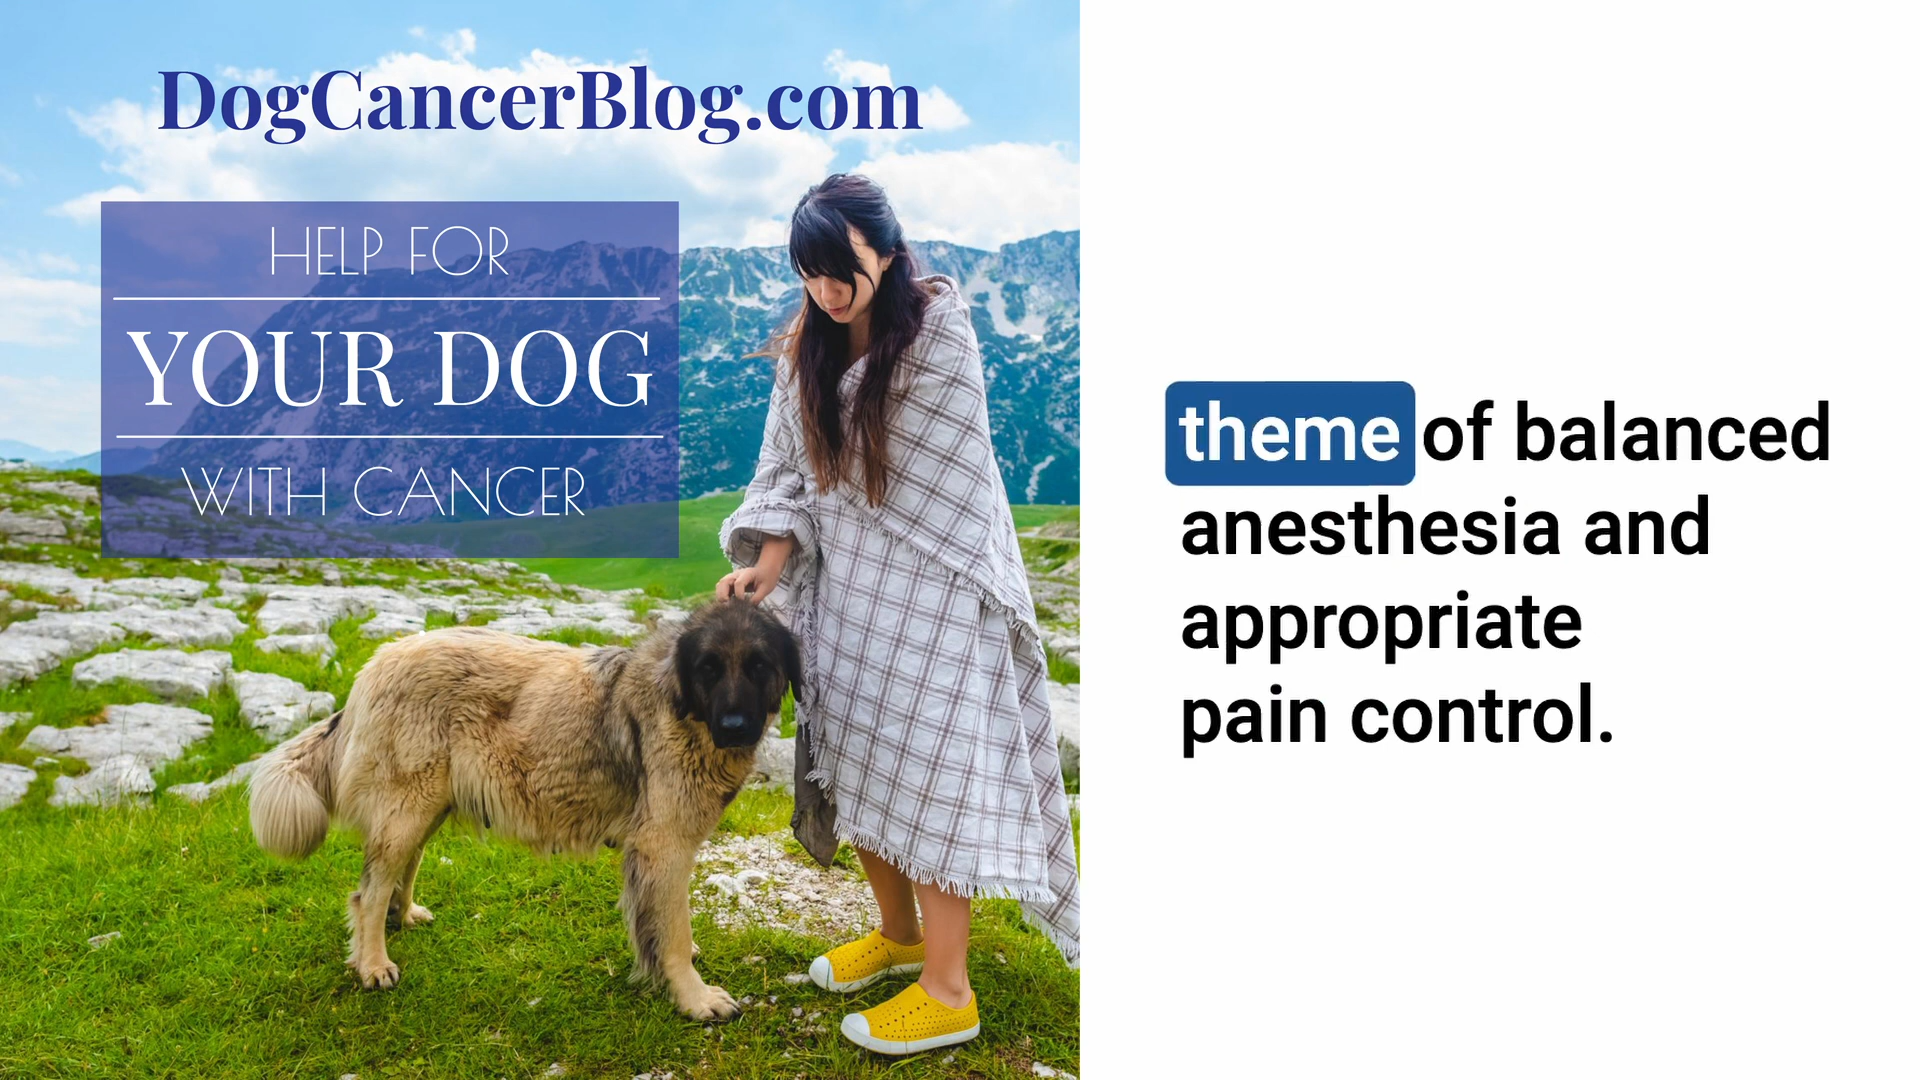 DogCancerBlog.com
HELP FOR
YOUR DOG
WITH CANCER
theme of balanced
anesthesia and
appropriate
pain control.